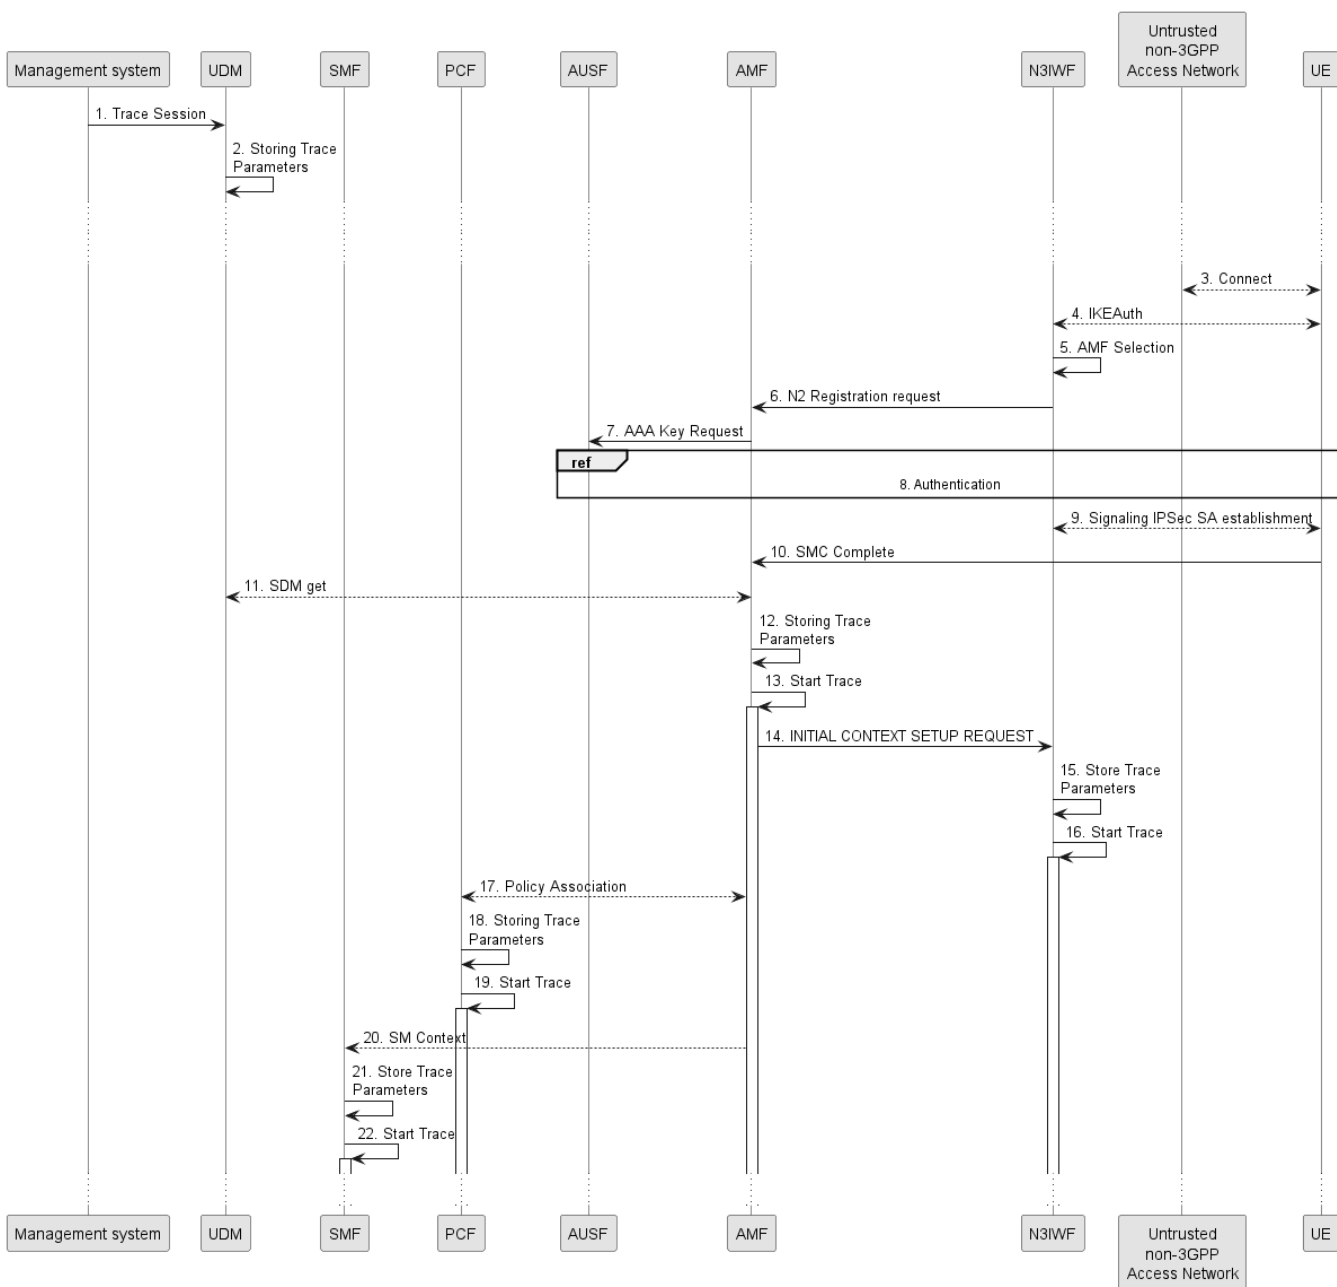 Untrusted
non-3GPP
Access Network
Management system
UDM
SMF
PCF
AUSF
AMF
N3IWF
UE
1. Trace Session
2. Storing Trace
Parameters
3. Connect
4. IKEAuth
5. AMF Selection
6. N2 Registration request
7. AAA Key Request
ref
8. Authentication
9. Signaling IPSec SA establishment
10. SMC Complete
11. SDM get
12. Storing Trace
Parameters
13. Start Trace
14. INITIAL CONTEXT SETUP REQUEST
15. Store Trace
Parameters
16. Start Trace
17. Policy Association
18. Storing Trace
Parameters
19. Start Trace
20. SM Context
21. Store Trace
Parameters
22. Start Trace
Management system
UDM
SMF
PCF
AUSF
AMF
N3IWF
Untrusted
non-3GPP
Access Network
UE